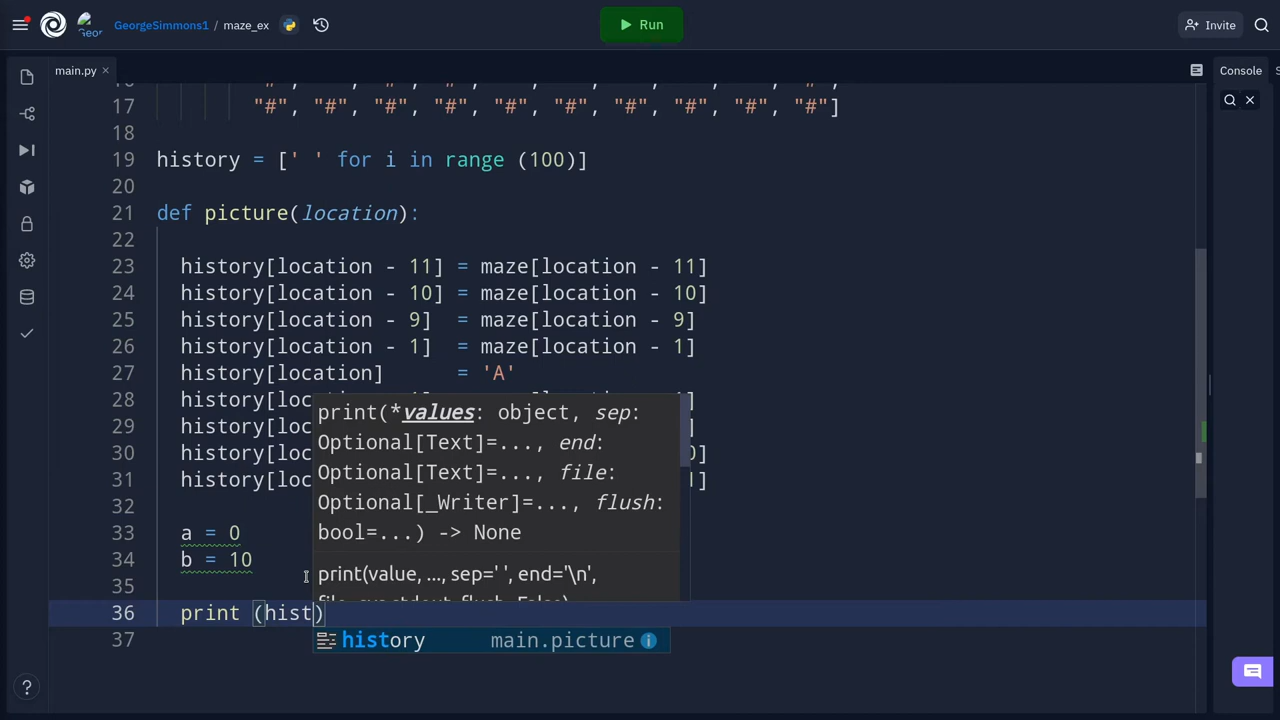 GeorgeSimmons1 / maze_ex
Run
Invite
main.py
Console
17 "#", "#", "#", "#", "#", "#", "#", "#", "#", "#"]
18
19 history = [' ' for i in range (100)]
20
21 def picture(location):
22
23 history[location - 11] = maze[location - 11]
24 history[location - 10] = maze[location - 10]
25 history[location - 9] = maze[location - 9]
26 history[location - 1] = maze[location - 1]
27 history[location] = 'A'
28 history[loc
29 history[loc
30 history[loc
31 history[loc
32
33 a = 0
34 b = 10
35
36 print (hist)
37
print(*values: object, sep:
Optional[Text]=..., end:
Optional[Text]=..., file:
Optional[_Writer]=..., flush:
bool=...) -> None
print(value, ..., sep=' ', end='\n',
history main.picture